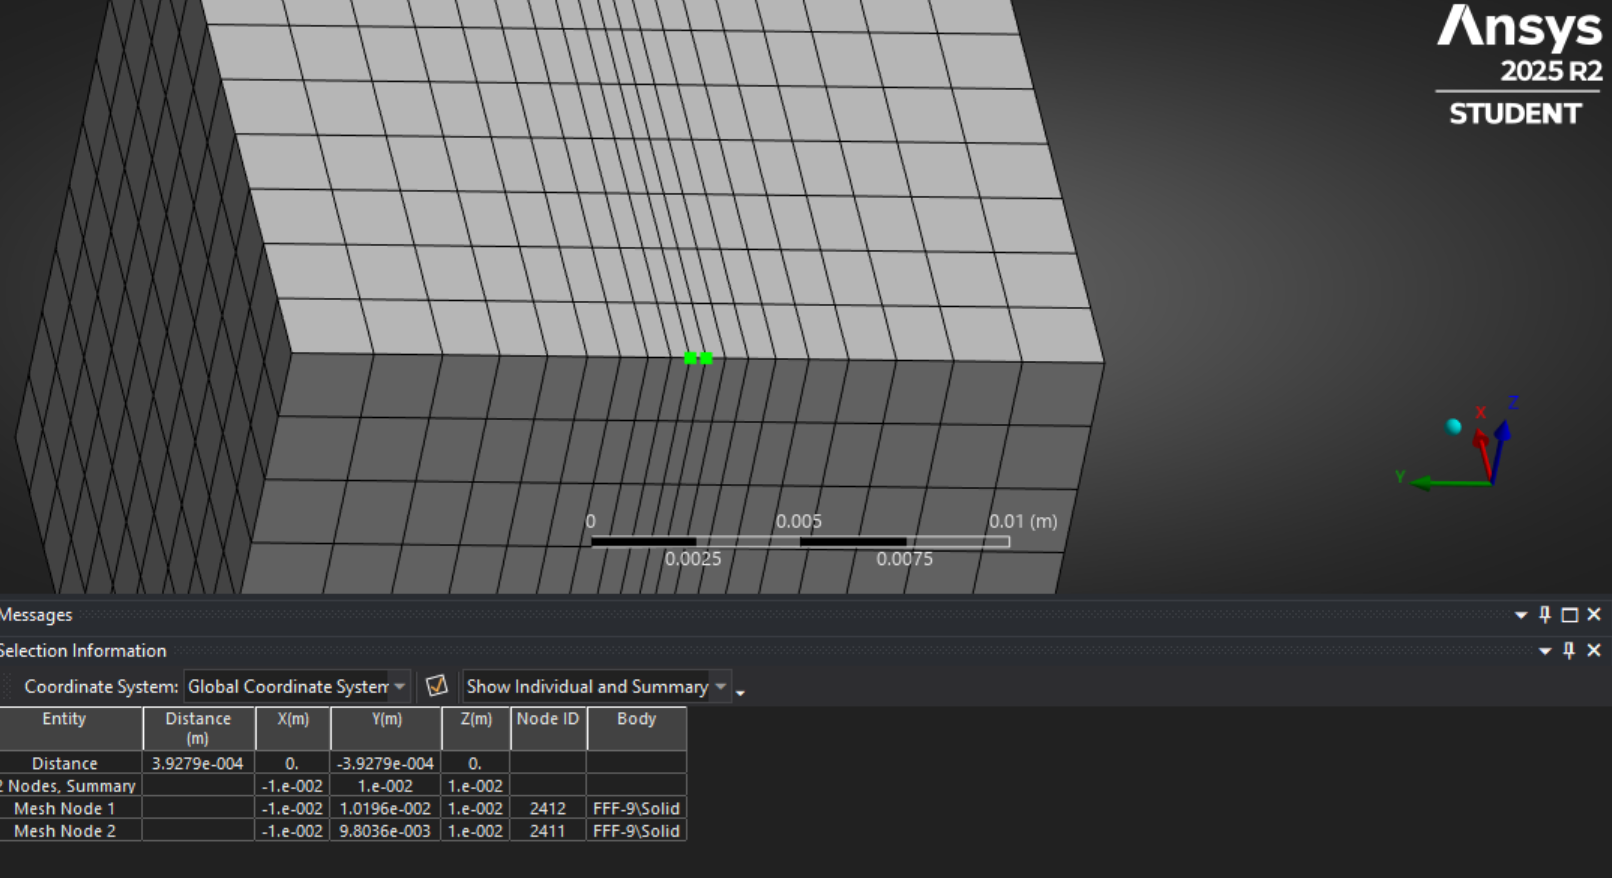 Ansys
2025 R2
STUDENT
Z
X
Y
0 0.005 0.01 (m)
0.0025 0.0075
Messages
Selection Information
Coordinate System: Global Coordinate System Show Individual and Summary
Entity Distance (m) X(m) Y(m) Z(m) Node ID Body
Distance 3.9279e-004 0. -3.9279e-004 0.
2 Nodes, Summary -1.e-002 1.e-002 1.e-002
Mesh Node 1 -1.e-002 1.0196e-002 1.e-002 2412 FFF-9\Solid
Mesh Node 2 -1.e-002 9.8036e-003 1.e-002 2411 FFF-9\Solid